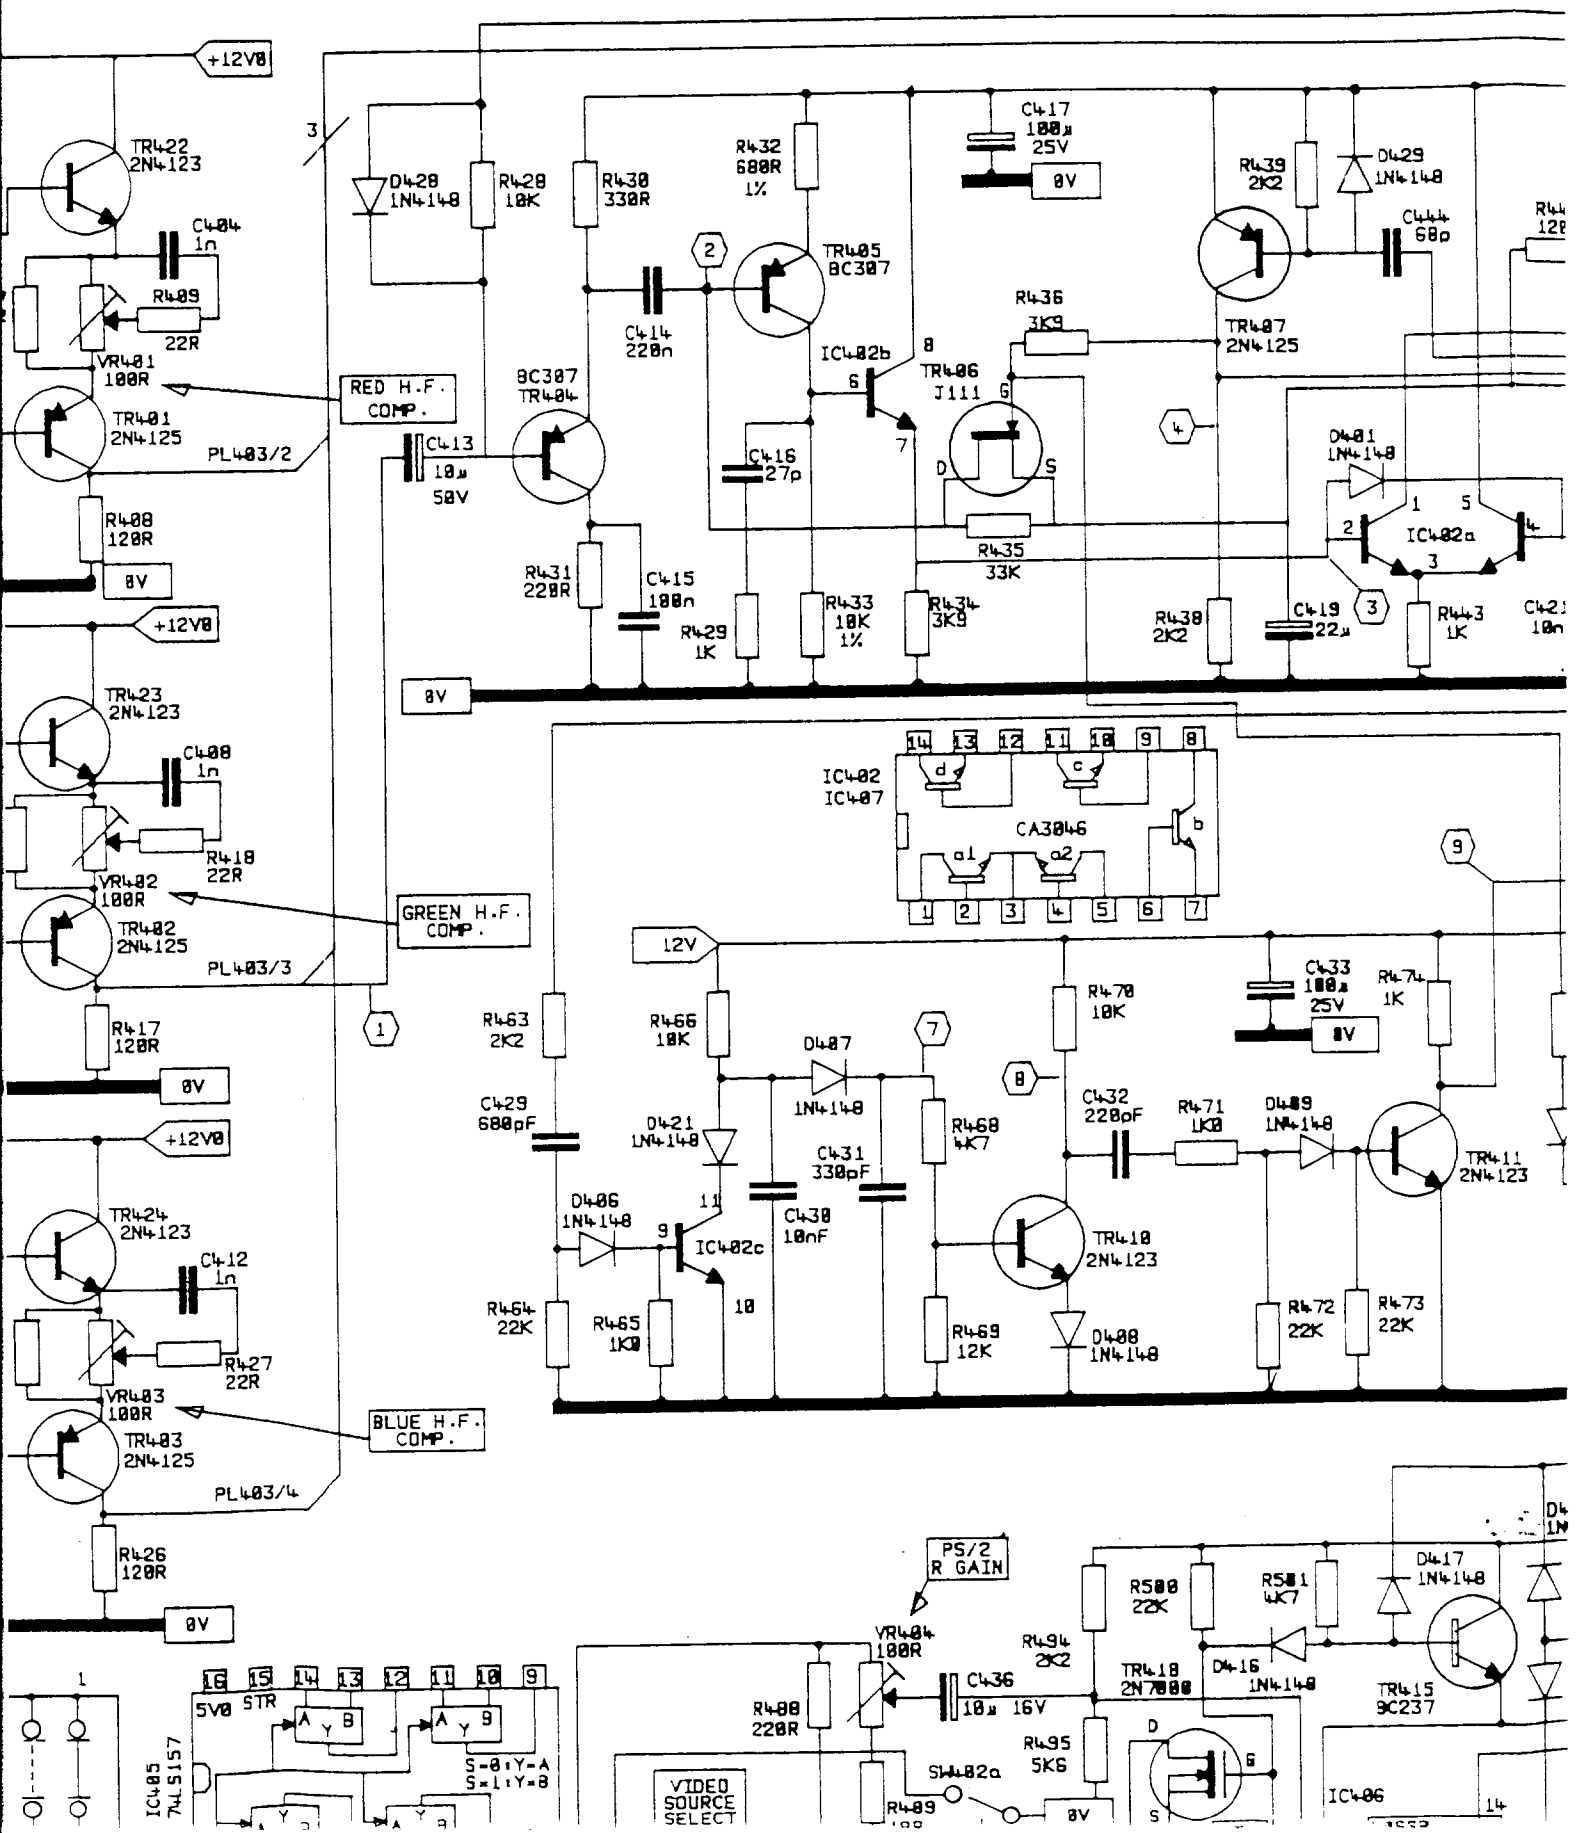 +12V0
TR422
2N4123
3
C404
1n
R409
22R
VR401
100R
RED H.F.
COMP.
TR401
2N4125
PL403/2
R408
120R
0V
D428
1N4148
R428
10K
R430
330R
R432
680R
1%
C417
100µ
25V
0V
R439
2K2
D429
1N4148
C444
68p
2
TR405
BC307
C414
220n
R436
3K9
TR407
2N4125
IC402b
8
6
7
TR406
J111
G
D
S
BC307
TR404
C413
10µ
50V
C416
27p
4
D401
1N4148
1
5
2
IC402a
4
3
R435
33K
R431
220R
C415
100n
R429
1K
R433
10K
1%
R434
3K9
R438
2K2
C419
22µ
3
R443
1K
0V
+12V0
TR423
2N4123
C408
1n
R418
22R
VR402
100R
GREEN H.F.
COMP.
TR402
2N4125
PL403/3
R417
120R
0V
1
14
13
12
11
10
9
8
IC402
IC407
d
c
CA3046
b
a1
a2
1
2
3
4
5
6
7
9
12V
R463
2K2
R466
10K
D407
1N4148
7
R470
10K
8
C433
100µ
25V
0V
R474
1K
C429
680pF
D421
1N4148
C431
330pF
R468
4K7
C432
220pF
R471
1K0
D409
1N4148
TR411
2N4123
D406
1N4148
11
9
IC402c
10
C430
10nF
TR410
2N4123
R464
22K
R465
1K0
R469
12K
D408
1N4148
R472
22K
R473
22K
+12V0
TR424
2N4123
C412
1n
R427
22R
VR403
100R
BLUE H.F.
COMP.
TR403
2N4125
PL403/4
R426
120R
0V
PS/2
R GAIN
VR404
100R
R494
2K2
R500
22K
R501
4K7
D417
1N4148
D416
1N4148
TR418
2N7000
TR415
BC237
R488
220R
C436
10µ 16V
R495
5K6
SW402a
0V
R489
D
G
S
IC406
14
1
16
15
14
13
12
11
10
9
5V0
STR
A
B
Y
A
B
Y
S=0:Y=A
S=1:Y=B
IC405
74LS157
Y
Y
VIDEO
SOURCE
SELECT